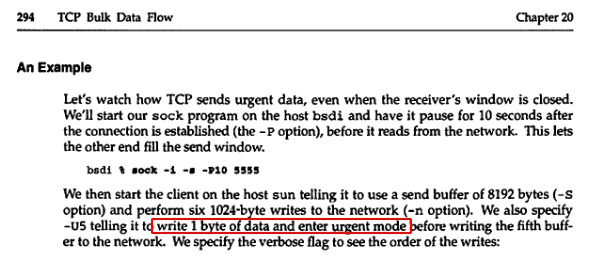 294 TCP Bulk Data Flow Chapter 20
An Example
Let's watch how TCP sends urgent data, even when the receiver's window is closed.
We'll start our sock program on the host bsdi and have it pause for 10 seconds after
the connection is established (the -P option), before it reads from the network. This lets
the other end fill the send window.
bsdi % sock -i -s -P10 5555
We then start the client on the host sun telling it to use a send buffer of 8192 bytes (-S
option) and perform six 1024-byte writes to the network (-n option). We also specify
-U5 telling it to write 1 byte of data and enter urgent mode before writing the fifth buff-
er to the network. We specify the verbose flag to see the order of the writes: